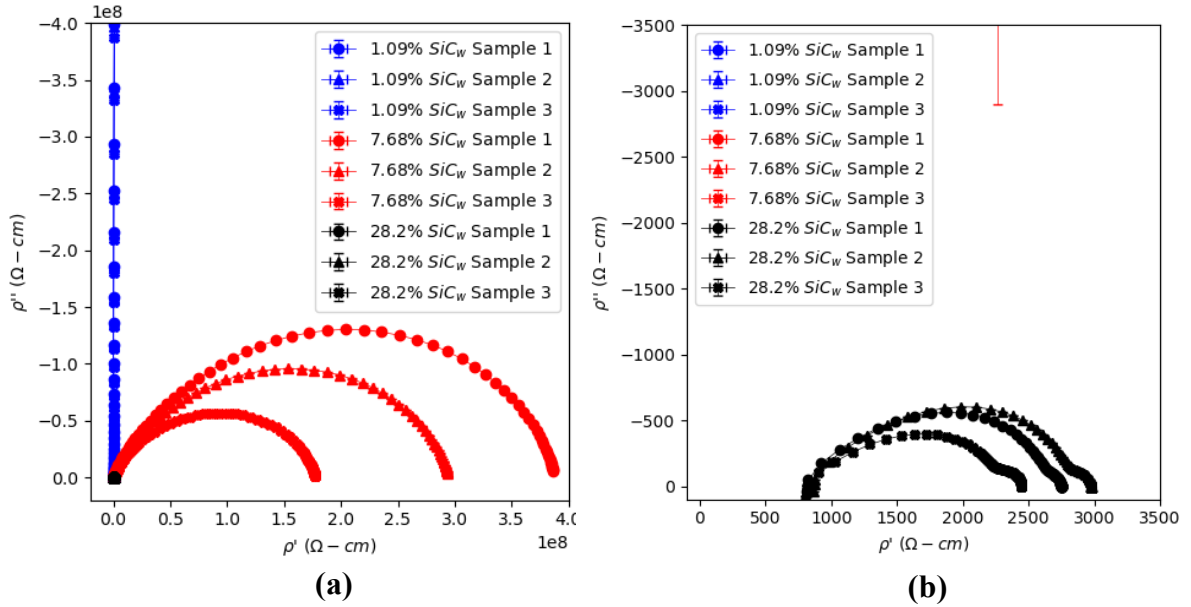 1e8
−4.0
−3.5
−3.0
−2.5
−2.0
−1.5
−1.0
−0.5
0.0
ρ'' (Ω − cm)
1.09% SiCw Sample 1
1.09% SiCw Sample 2
1.09% SiCw Sample 3
7.68% SiCw Sample 1
7.68% SiCw Sample 2
7.68% SiCw Sample 3
28.2% SiCw Sample 1
28.2% SiCw Sample 2
28.2% SiCw Sample 3
0.0 0.5 1.0 1.5 2.0 2.5 3.0 3.5 4.0
ρ' (Ω − cm)
1e8
(a)
−3500
−3000
−2500
−2000
−1500
−1000
−500
0
ρ'' (Ω − cm)
1.09% SiCw Sample 1
1.09% SiCw Sample 2
1.09% SiCw Sample 3
7.68% SiCw Sample 1
7.68% SiCw Sample 2
7.68% SiCw Sample 3
28.2% SiCw Sample 1
28.2% SiCw Sample 2
28.2% SiCw Sample 3
0 500 1000 1500 2000 2500 3000 3500
ρ' (Ω − cm)
(b)